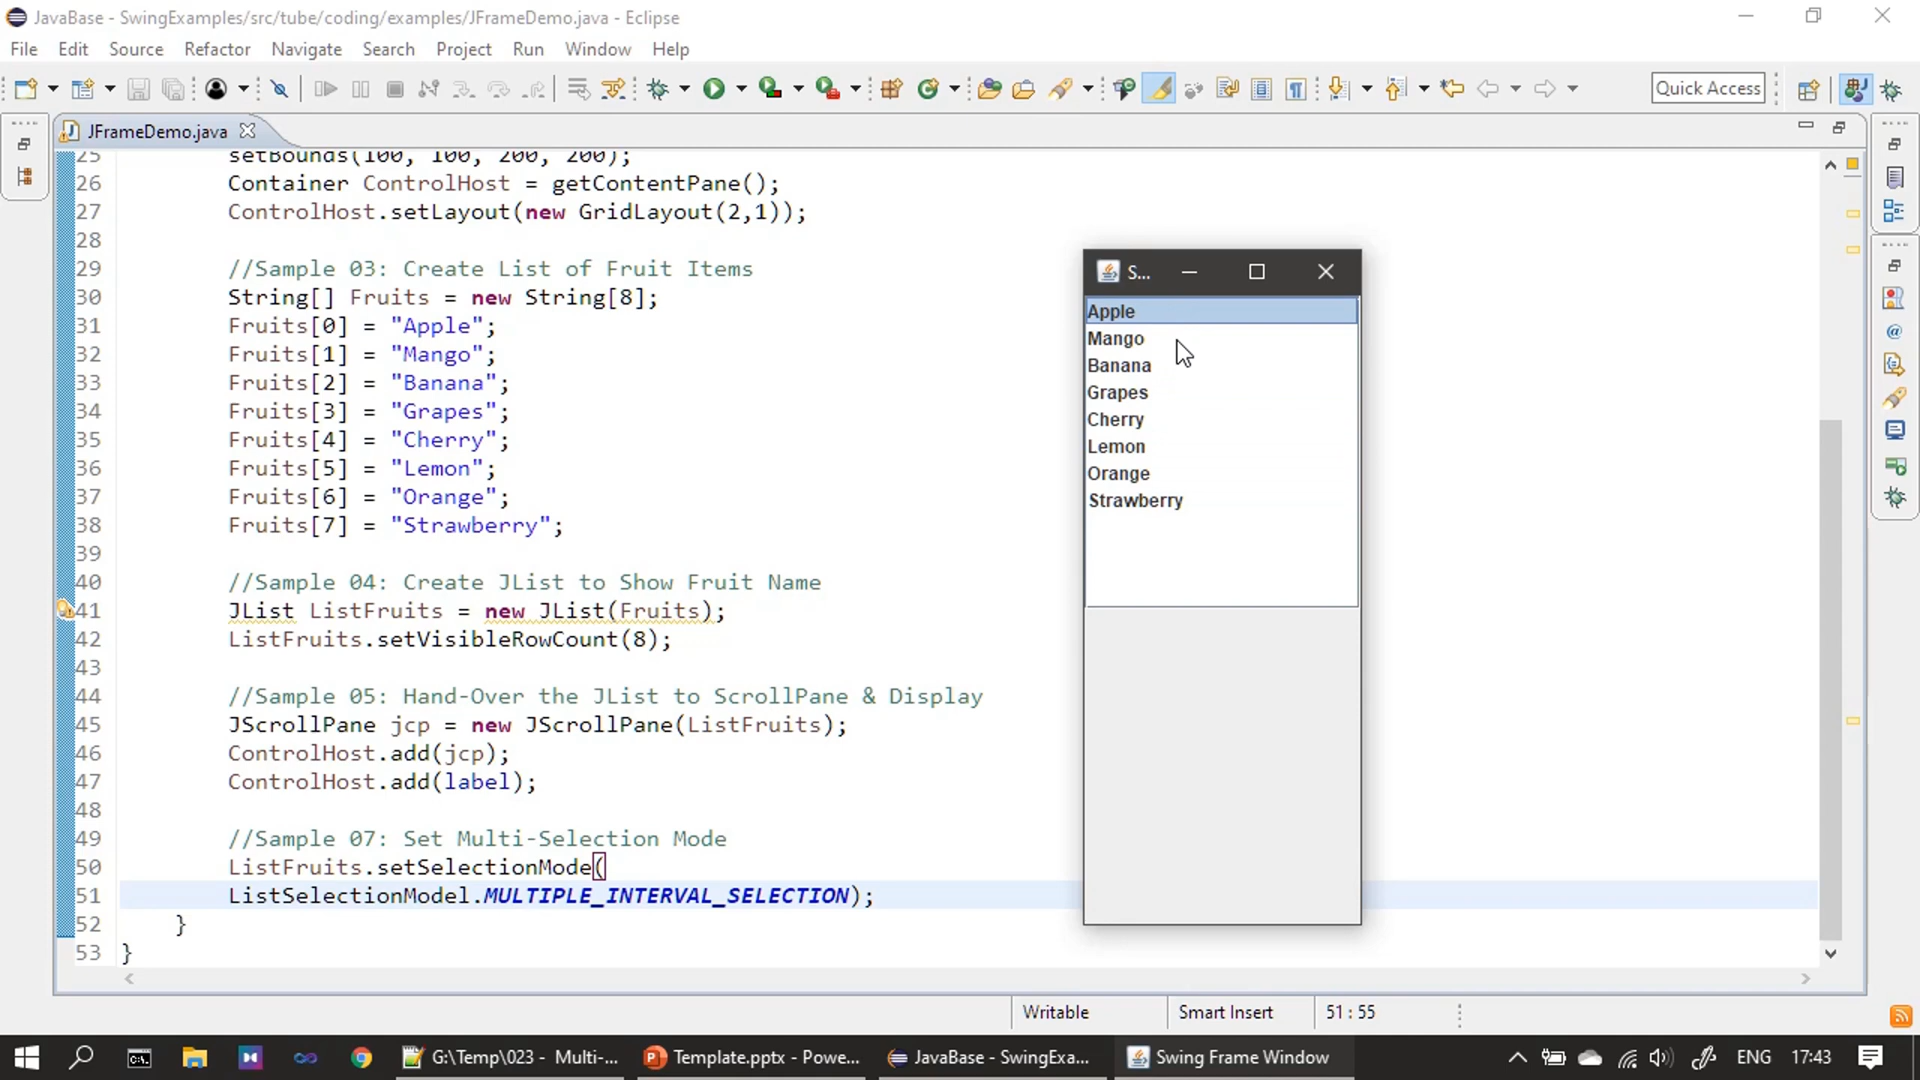 JavaBase - SwingExamples/src/tube/coding/examples/JFrameDemo.java - Eclipse
File Edit Source Refactor Navigate Search Project Run Window Help
Quick Access
JFrameDemo.java
25 setBounds(100, 100, 200, 200);
26 Container ControlHost = getContentPane();
27 ControlHost.setLayout(new GridLayout(2,1));
28
29 //Sample 03: Create List of Fruit Items
30 String[] Fruits = new String[8];
31 Fruits[0] = "Apple";
32 Fruits[1] = "Mango";
33 Fruits[2] = "Banana";
34 Fruits[3] = "Grapes";
35 Fruits[4] = "Cherry";
36 Fruits[5] = "Lemon";
37 Fruits[6] = "Orange";
38 Fruits[7] = "Strawberry";
39
40 //Sample 04: Create JList to Show Fruit Name
41 JList ListFruits = new JList(Fruits);
42 ListFruits.setVisibleRowCount(8);
43
44 //Sample 05: Hand-Over the JList to ScrollPane & Display
45 JScrollPane jcp = new JScrollPane(ListFruits);
46 ControlHost.add(jcp);
47 ControlHost.add(label);
48
49 //Sample 07: Set Multi-Selection Mode
50 ListFruits.setSelectionMode(
51 ListSelectionModel.MULTIPLE_INTERVAL_SELECTION);
52 }
53 }
S...
Apple
Mango
Banana
Grapes
Cherry
Lemon
Orange
Strawberry
Writable Smart Insert 51 : 55
G:\Temp\023 - Multi-... Template.pptx - Powe... JavaBase - SwingExa... Swing Frame Window ENG 17:43